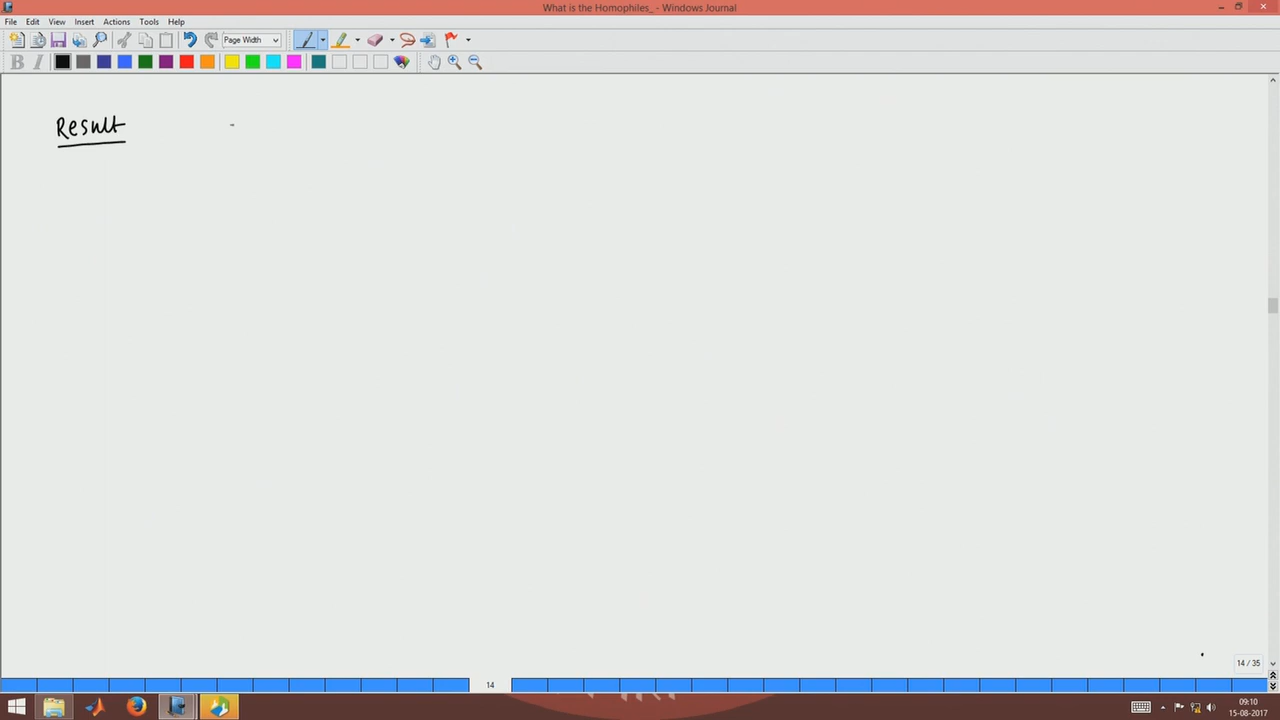 What is the Homophiles_ - Windows Journal
File Edit View Insert Actions Tools Help
Page Width
B I
Result
14 / 35
14
09:10
15-08-2017